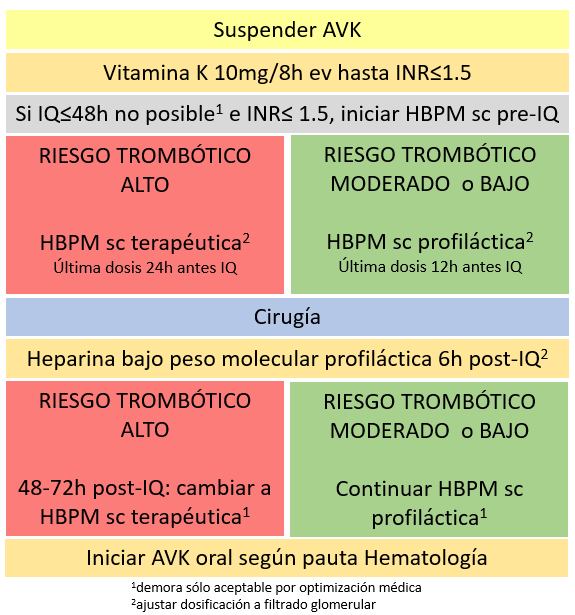 Suspender AVK
Vitamina K 10mg/8h ev hasta INR≤1.5
Si IQ≤48h no posible¹ e INR≤ 1.5, iniciar HBPM sc pre-IQ
RIESGO TROMBÓTICO
ALTO
HBPM sc terapéutica²
Última dosis 24h antes IQ
RIESGO TROMBÓTICO
MODERADO o BAJO
HBPM sc profiláctica²
Última dosis 12h antes IQ
Cirugía
Heparina bajo peso molecular profiláctica 6h post-IQ²
RIESGO TROMBÓTICO
ALTO
48-72h post-IQ: cambiar a
HBPM sc terapéutica¹
RIESGO TROMBÓTICO
MODERADO o BAJO
Continuar HBPM sc
profiláctica¹
Iniciar AVK oral según pauta Hematología
¹demora sólo aceptable por optimización médica
²ajustar dosificación a filtrado glomerular